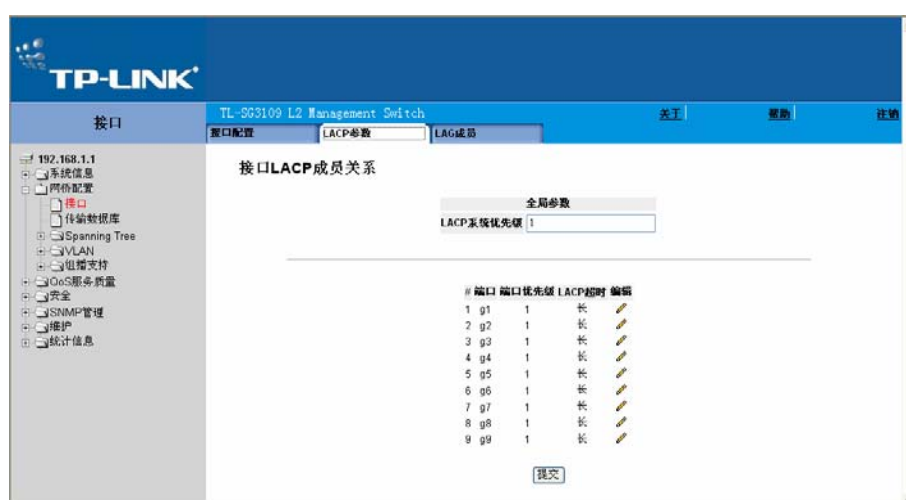 TP-LINK
接口
TL-SG3109 L2 Management Switch
关于
帮助
注销
接口配置
LACP参数
LAG成员
192.168.1.1
系统信息
网桥配置
接口
传输数据库
Spanning Tree
VLAN
组播支持
QoS服务质量
安全
SNMP管理
维护
统计信息
接口LACP成员关系
全局参数
LACP系统优先级 1
# 端口 端口优先级 LACP超时 编辑
1 g1 1 长
2 g2 1 长
3 g3 1 长
4 g4 1 长
5 g5 1 长
6 g6 1 长
7 g7 1 长
8 g8 1 长
9 g9 1 长
提交